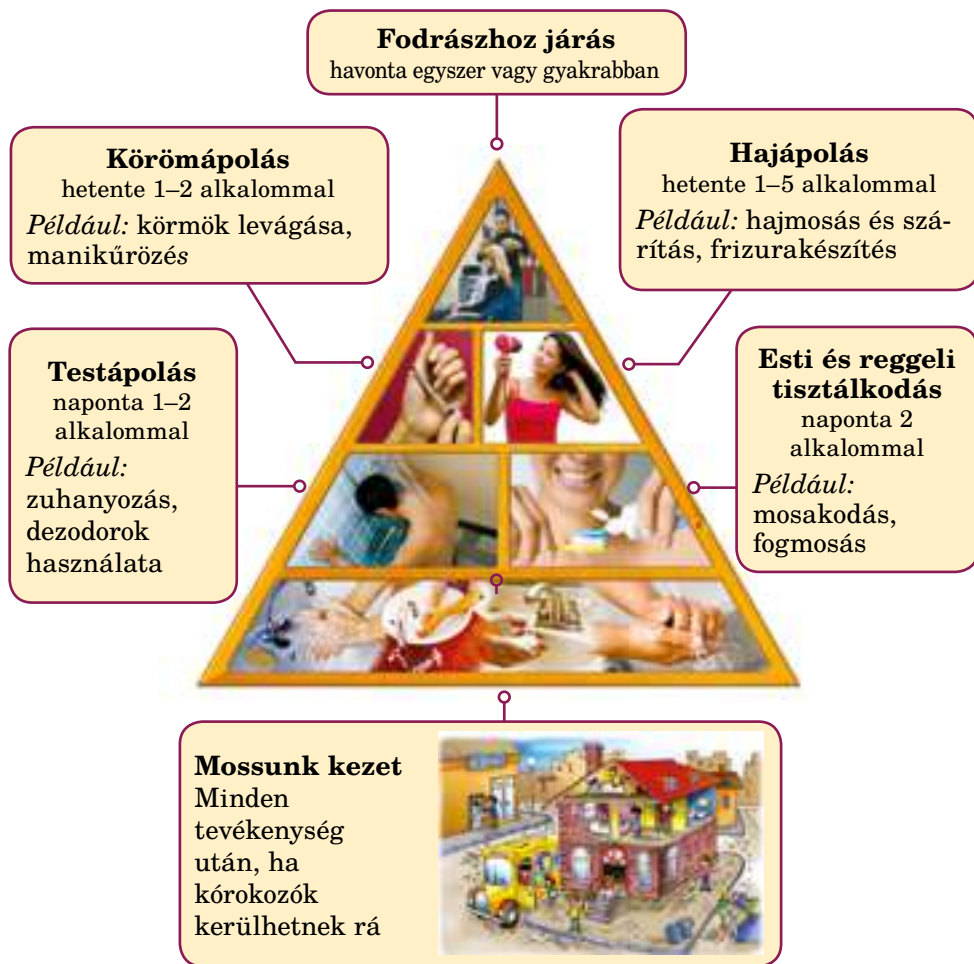 Fodrászhoz járás
havonta egyszer vagy gyakrabban
Körömápolás
hetente 1–2 alkalommal
Például: körmök levágása,
manikűrözés
Hajápolás
hetente 1–5 alkalommal
Például: hajmosás és szá-
rítás, frizurakészítés
Testápolás
naponta 1–2
alkalommal
Például:
zuhanyozás,
dezodorok
használata
Esti és reggeli
tisztálkodás
naponta 2
alkalommal
Például:
mosakodás,
fogmosás
Mossunk kezet
Minden
tevékenység
után, ha
kórokozók
kerülhetnek rá